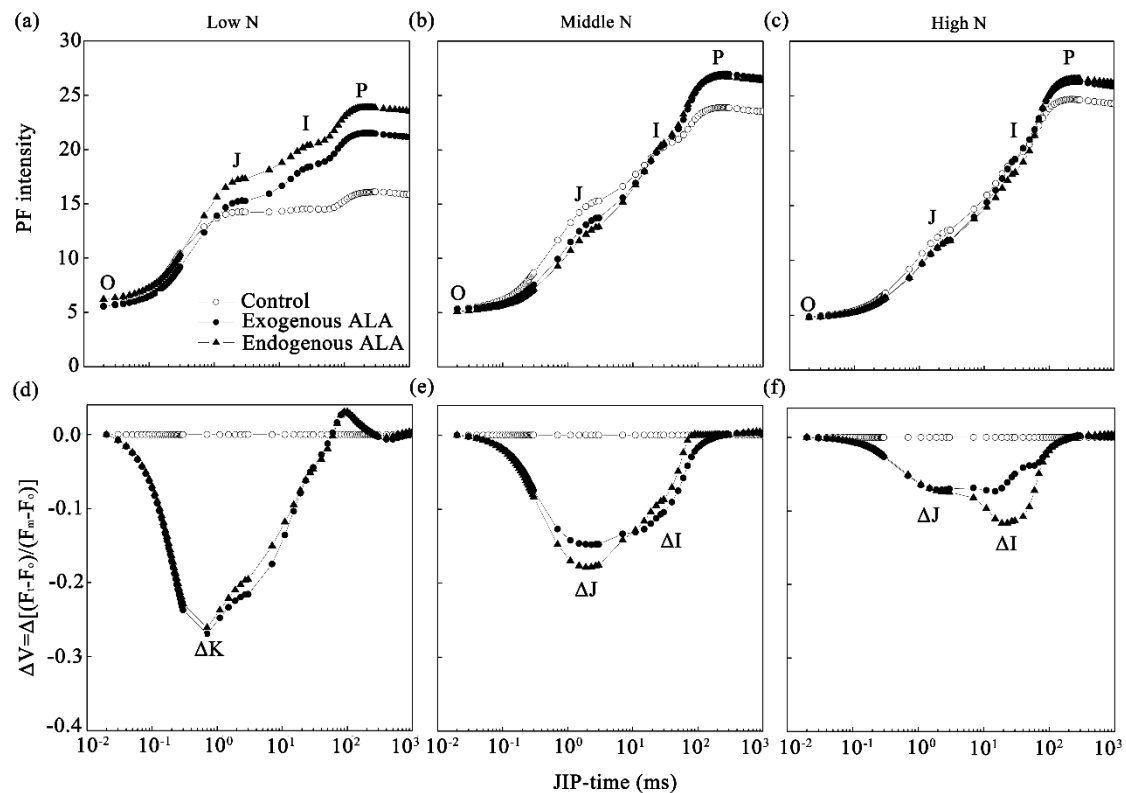 (a) Low N (b) Middle N (c) High N
30
25
20
15
10
5
0
PF intensity
O J I P
O J I P
O J I P
Control
Exogenous ALA
Endogenous ALA
(d) (e) (f)
0.0
-0.1
-0.2
-0.3
-0.4
ΔV=Δ[(Fₜ-Fₒ)/(Fₘ-Fₒ)]
ΔK
ΔJ ΔI
ΔJ ΔI
10⁻² 10⁻¹ 10⁰ 10¹ 10² 10³
10⁻² 10⁻¹ 10⁰ 10¹ 10² 10³
10⁻² 10⁻¹ 10⁰ 10¹ 10² 10³
JIP-time (ms)